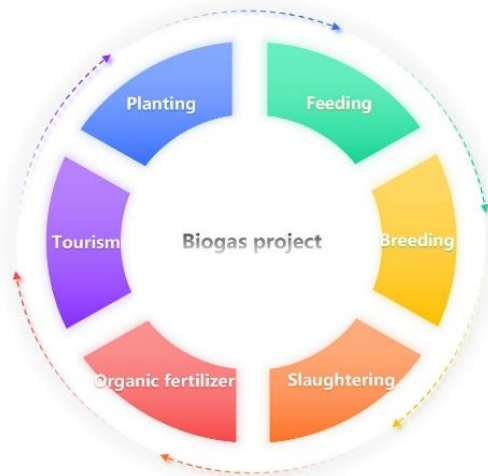 Planting
Feeding
Tourism
Biogas project
Breeding
Organic fertilizer
Slaughtering